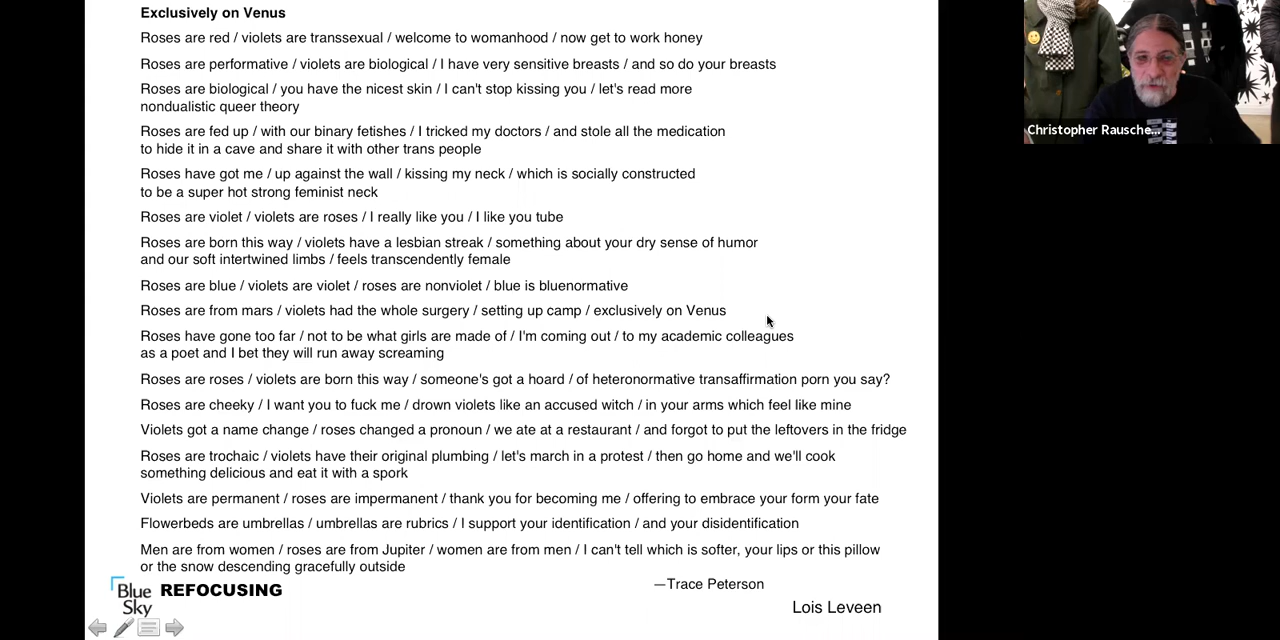 Exclusively on Venus
Roses are red / violets are transsexual / welcome to womanhood / now get to work honey
Roses are performative / violets are biological / I have very sensitive breasts / and so do your breasts
Roses are biological / you have the nicest skin / I can't stop kissing you / let's read more
nondualistic queer theory
Roses are fed up / with our binary fetishes / I tricked my doctors / and stole all the medication
to hide it in a cave and share it with other trans people
Roses have got me / up against the wall / kissing my neck / which is socially constructed
to be a super hot strong feminist neck
Roses are violet / violets are roses / I really like you / I like you tube
Roses are born this way / violets have a lesbian streak / something about your dry sense of humor
and our soft intertwined limbs / feels transcendently female
Roses are blue / violets are violet / roses are nonviolet / blue is bluenormative
Roses are from mars / violets had the whole surgery / setting up camp / exclusively on Venus
Roses have gone too far / not to be what girls are made of / I'm coming out / to my academic colleagues
as a poet and I bet they will run away screaming
Roses are roses / violets are born this way / someone's got a hoard / of heteronormative transaffirmation porn you say?
Roses are cheeky / I want you to fuck me / drown violets like an accused witch / in your arms which feel like mine
Violets got a name change / roses changed a pronoun / we ate at a restaurant / and forgot to put the leftovers in the fridge
Roses are trochaic / violets have their original plumbing / let's march in a protest / then go home and we'll cook
something delicious and eat it with a spork
Violets are permanent / roses are impermanent / thank you for becoming me / offering to embrace your form your fate
Flowerbeds are umbrellas / umbrellas are rubrics / I support your identification / and your disidentification
Men are from women / roses are from Jupiter / women are from men / I can't tell which is softer, your lips or this pillow
or the snow descending gracefully outside
—Trace Peterson
Lois Leveen
Blue
Sky
REFOCUSING
Christopher Rausche...